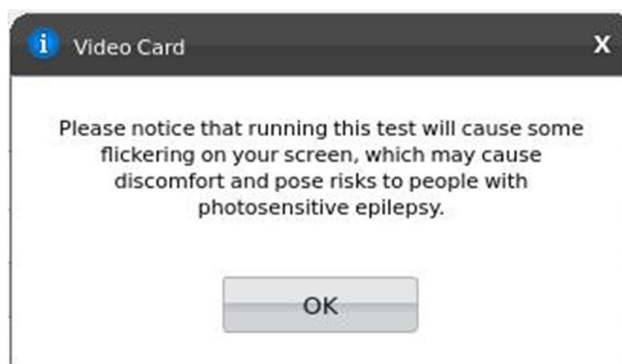 Video Card
X
Please notice that running this test will cause some
flickering on your screen, which may cause
discomfort and pose risks to people with
photosensitive epilepsy.
OK